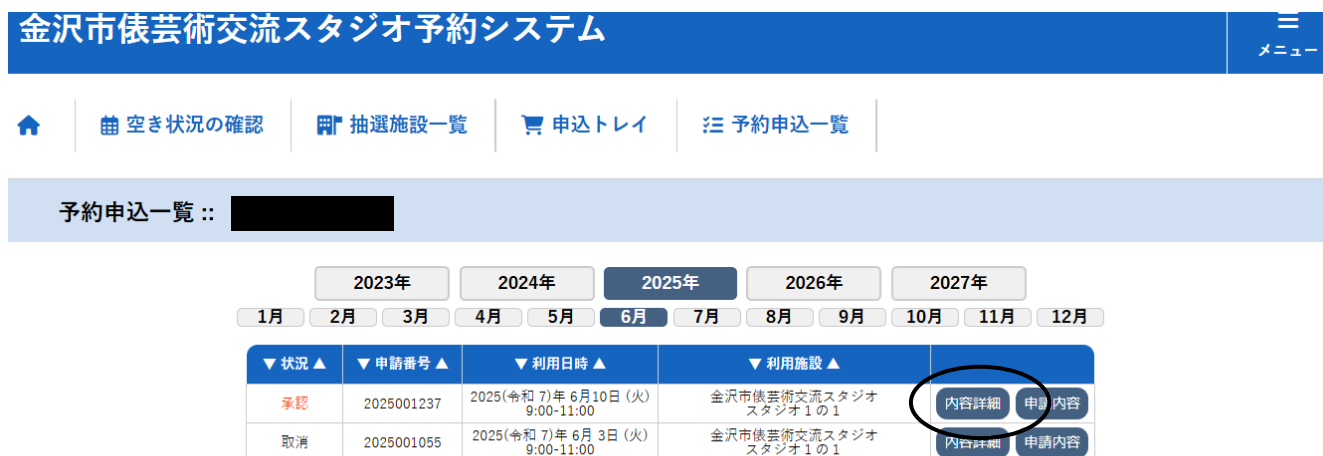 金沢市俵芸術交流スタジオ予約システム
メニュー
空き状況の確認 抽選施設一覧 申込トレイ 予約申込一覧
予約申込一覧 ::
2023年 2024年 2025年 2026年 2027年
1月 2月 3月 4月 5月 6月 7月 8月 9月 10月 11月 12月
▼ 状況 ▲ ▼ 申請番号 ▲ ▼ 利用日時 ▲ ▼ 利用施設 ▲
承認 2025001237 2025(令和 7)年 6月10日 (火) 金沢市俵芸術交流スタジオ 内容詳細 申請内容
9:00-11:00 スタジオ１の１
取消 2025001055 2025(令和 7)年 6月 3日 (火) 金沢市俵芸術交流スタジオ 内容詳細 申請内容
9:00-11:00 スタジオ１の１